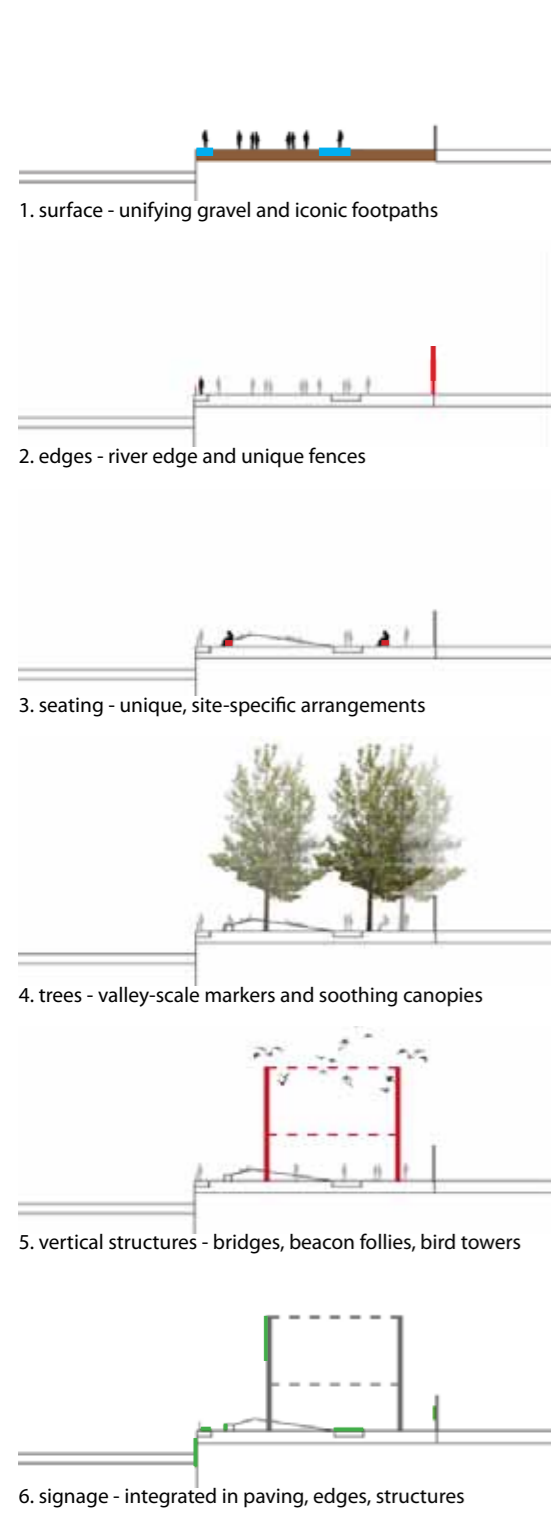 1. surface - unifying gravel and iconic footpaths
2. edges - river edge and unique fences
3. seating - unique, site-specific arrangements
4. trees - valley-scale markers and soothing canopies
5. vertical structures - bridges, beacon follies, bird towers
6. signage - integrated in paving, edges, structures